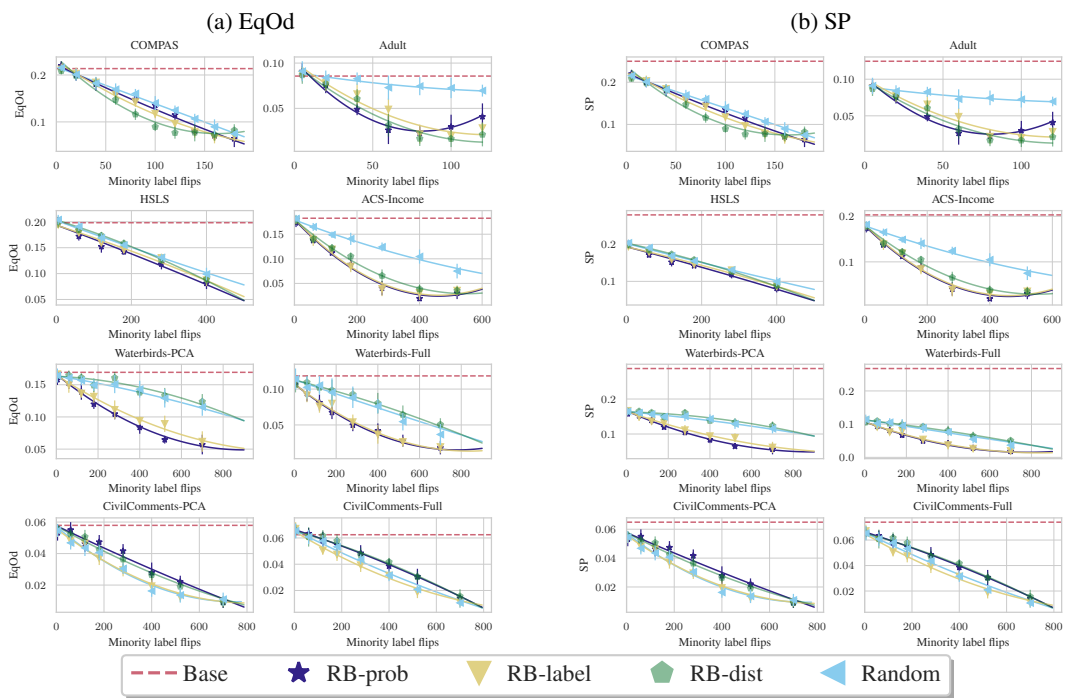 (a) EqOd
(b) SP
COMPAS
Adult
COMPAS
Adult
EqOd
0.2
0.1
0.10
0.05
SP
0.2
0.1
0.10
0.05
0 50 100 150
50 100
0 50 100 150
50 100
Minority label flips
Minority label flips
Minority label flips
Minority label flips
HSLS
ACS-Income
HSLS
ACS-Income
EqOd
0.20
0.15
0.10
0.05
0.15
0.10
0.05
SP
0.2
0.1
0.2
0.1
0 200 400
0 200 400 600
0 200 400
0 200 400 600
Minority label flips
Minority label flips
Minority label flips
Minority label flips
Waterbirds-PCA
Waterbirds-Full
Waterbirds-PCA
Waterbirds-Full
EqOd
0.15
0.10
0.05
0.10
0.05
SP
0.2
0.1
0.2
0.1
0.0
0 200 400 600 800
0 200 400 600 800
0 200 400 600 800
0 200 400 600 800
Minority label flips
Minority label flips
Minority label flips
Minority label flips
CivilComments-PCA
CivilComments-Full
CivilComments-PCA
CivilComments-Full
EqOd
0.06
0.04
0.02
0.06
0.04
0.02
SP
0.06
0.04
0.02
0.06
0.04
0.02
0 200 400 600 800
0 200 400 600 800
0 200 400 600 800
0 200 400 600 800
Minority label flips
Minority label flips
Minority label flips
Minority label flips
Base RB-prob RB-label RB-dist Random